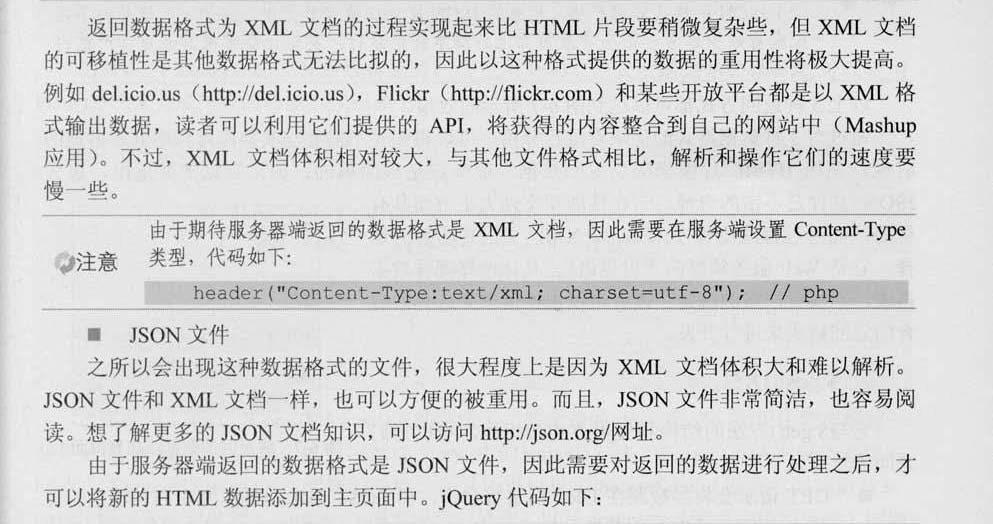 返回数据格式为 XML 文档的过程实现起来比 HTML 片段要稍微复杂些，但 XML 文档
的可移植性是其他数据格式无法比拟的，因此以这种格式提供的数据的重用性将极大提高。
例如 del.icio.us（http://del.icio.us），Flickr（http://flickr.com）和某些开放平台都是以 XML 格
式输出数据，读者可以利用它们提供的 API，将获得的内容整合到自己的网站中（Mashup
应用）。不过，XML 文档体积相对较大，与其他文件格式相比，解析和操作它们的速度要
慢一些。
由于期待服务器端返回的数据格式是 XML 文档，因此需要在服务端设置 Content-Type
注意 类型，代码如下：
header("Content-Type:text/xml; charset=utf-8"); // php
■ JSON 文件
之所以会出现这种数据格式的文件，很大程度上是因为 XML 文档体积大和难以解析。
JSON 文件和 XML 文档一样，也可以方便的被重用。而且，JSON 文件非常简洁，也容易阅
读。想了解更多的 JSON 文档知识，可以访问 http://json.org/网址。
由于服务器端返回的数据格式是 JSON 文件，因此需要对返回的数据进行处理之后，才
可以将新的 HTML 数据添加到主页面中。jQuery 代码如下：